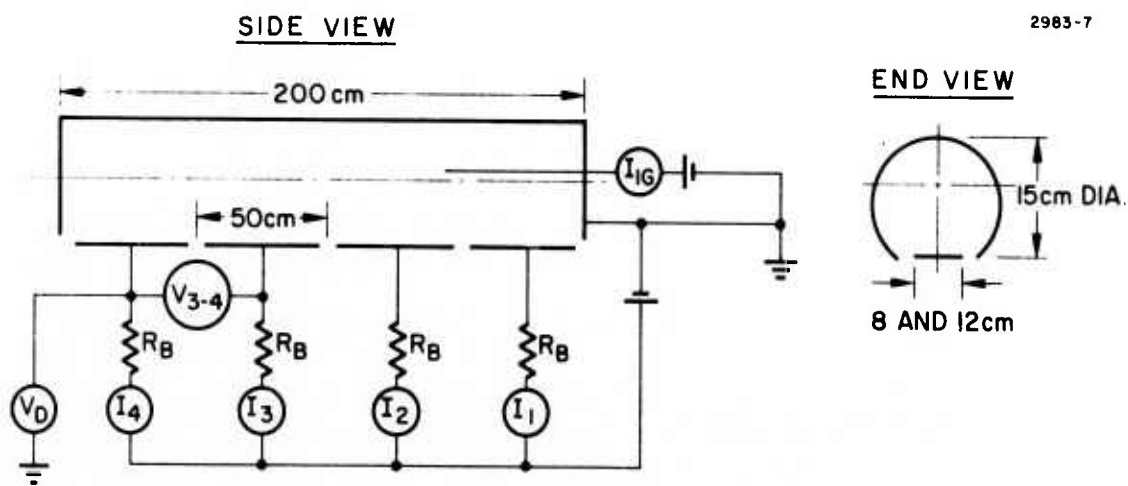 SIDE VIEW
2983-7
END VIEW
200 cm
I1G
50cm
15cm DIA.
V3-4
8 AND 12cm
RB
RB
RB
RB
VD
I4
I3
I2
I1